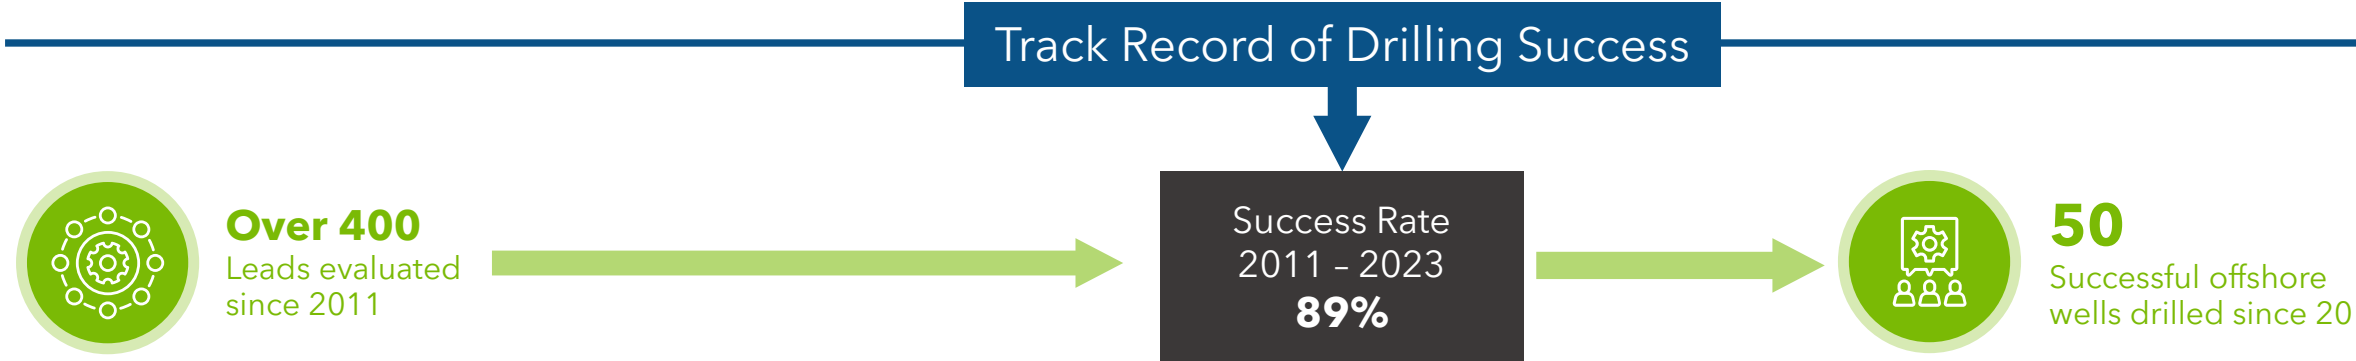 Track Record of Drilling Success
Over 400
Leads evaluated
since 2011
Success Rate
2011 – 2023
89%
50
Successful offshore
wells drilled since 20